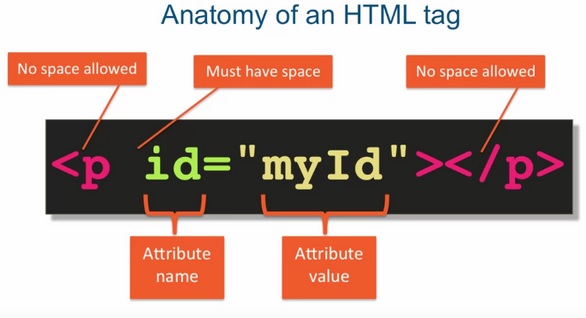 Anatomy of an HTML tag
No space allowed
Must have space
No space allowed
<p id="myId"></p>
Attribute
name
Attribute
value